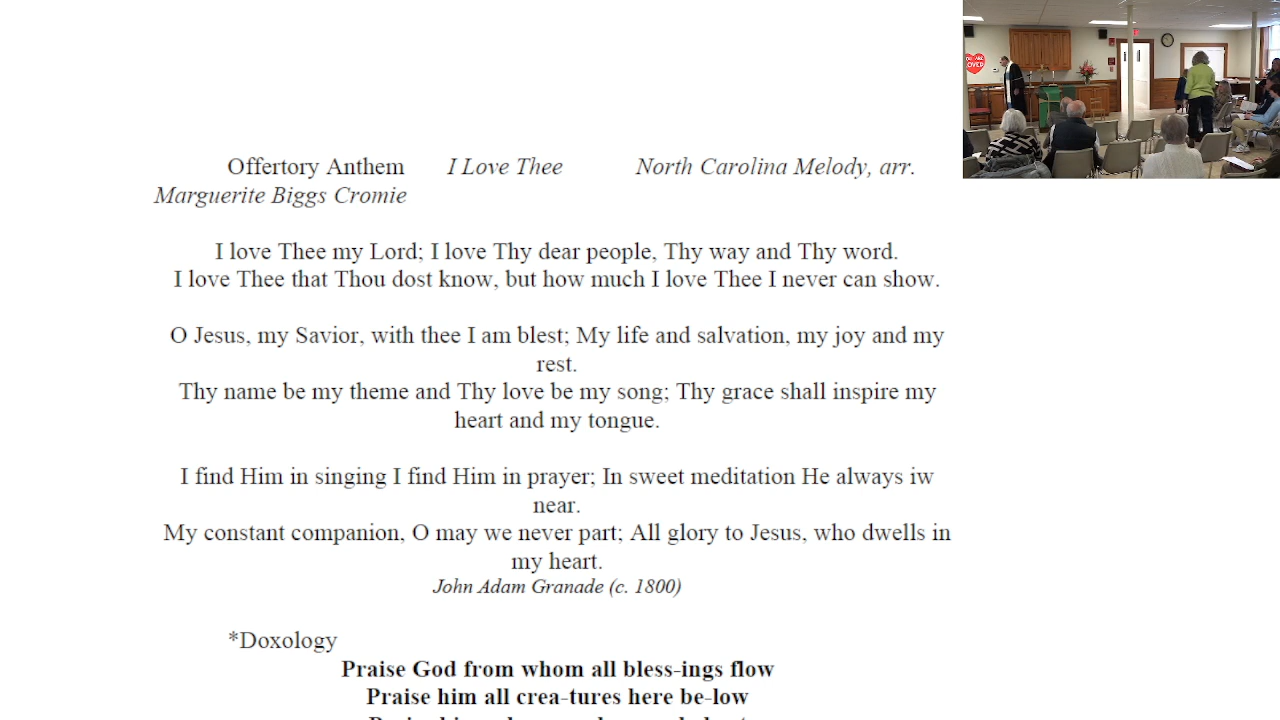 Offertory Anthem I Love Thee North Carolina Melody, arr.
Marguerite Biggs Cromie
I love Thee my Lord; I love Thy dear people, Thy way and Thy word.
I love Thee that Thou dost know, but how much I love Thee I never can show.
O Jesus, my Savior, with thee I am blest; My life and salvation, my joy and my
rest.
Thy name be my theme and Thy love be my song; Thy grace shall inspire my
heart and my tongue.
I find Him in singing I find Him in prayer; In sweet meditation He always iw
near.
My constant companion, O may we never part; All glory to Jesus, who dwells in
my heart.
John Adam Granade (c. 1800)
*Doxology
Praise God from whom all bless-ings flow
Praise him all crea-tures here be-low